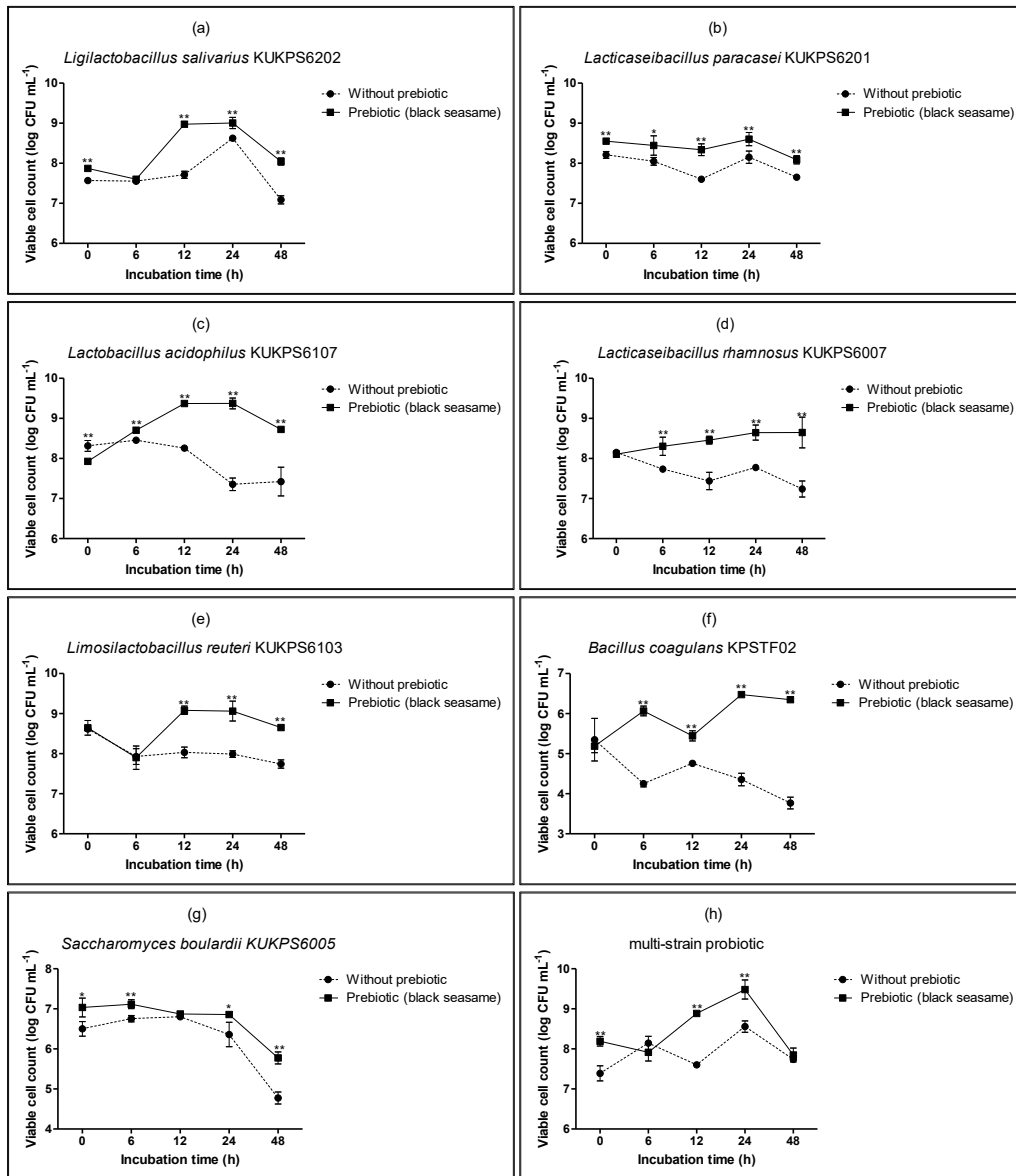 (a)
Ligilactobacillus salivarius KUKPS6202
Viable cell count (log CFU mL-1)
10
9
8
7
6
** ** ** **
0 6 12 24 48
Incubation time (h)
Without prebiotic
Prebiotic (black seasame)
(b)
Lacticaseibacillus paracasei KUKPS6201
Viable cell count (log CFU mL-1)
10
9
8
7
6
** * ** ** **
0 6 12 24 48
Incubation time (h)
Without prebiotic
Prebiotic (black seasame)
(c)
Lactobacillus acidophilus KUKPS6107
Viable cell count (log CFU mL-1)
10
9
8
7
6
** ** ** ** **
0 6 12 24 48
Incubation time (h)
Without prebiotic
Prebiotic (black seasame)
(d)
Lacticaseibacillus rhamnosus KUKPS6007
Viable cell count (log CFU mL-1)
10
9
8
7
6
** ** ** **
0 6 12 24 48
Incubation time (h)
Without prebiotic
Prebiotic (black seasame)
(e)
Limosilactobacillus reuteri KUKPS6103
Viable cell count (log CFU mL-1)
10
9
8
7
6
** ** **
0 6 12 24 48
Incubation time (h)
Without prebiotic
Prebiotic (black seasame)
(f)
Bacillus coagulans KPSTF02
Viable cell count (log CFU mL-1)
7
6
5
4
3
** ** ** **
0 6 12 24 48
Incubation time (h)
Without prebiotic
Prebiotic (black seasame)
(g)
Saccharomyces boulardii KUKPS6005
Viable cell count (log CFU mL-1)
8
7
6
5
4
* ** * **
0 6 12 24 48
Incubation time (h)
Without prebiotic
Prebiotic (black seasame)
(h)
multi-strain probiotic
Viable cell count (log CFU mL-1)
10
9
8
7
6
** ** **
0 6 12 24 48
Incubation time (h)
Without prebiotic
Prebiotic (black seasame)